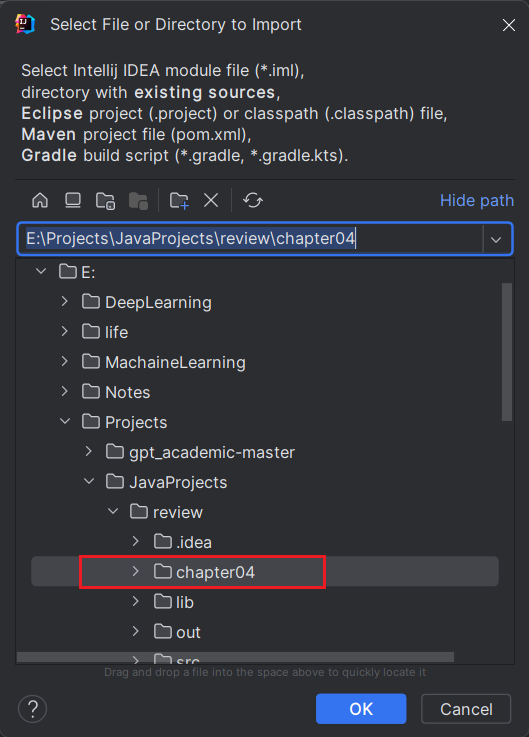 Select File or Directory to Import
Select Intellij IDEA module file (*.iml),
directory with existing sources,
Eclipse project (.project) or classpath (.classpath) file,
Maven project file (pom.xml),
Gradle build script (*.gradle, *.gradle.kts).
Hide path
E:\Projects\JavaProjects\review\chapter04
E:
DeepLearning
life
MachaineLearning
Notes
Projects
gpt_academic-master
JavaProjects
review
.idea
chapter04
lib
out
src
Drag and drop a file into the space above to quickly locate it
? OK Cancel